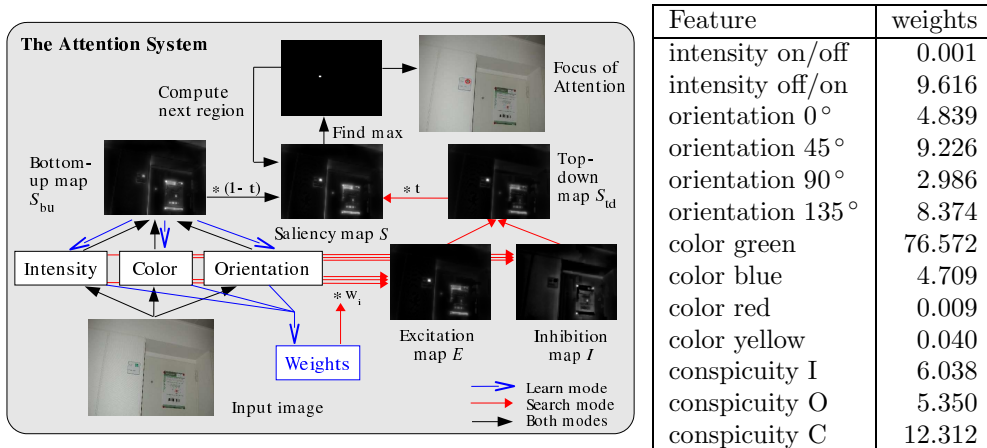 The Attention System
Compute
next region
Find max
Focus of
Attention
Bottom-
up map
S_bu
* (1- t)
* t
Top-
down
map S_td
Saliency map S
Intensity
Color
Orientation
* w_i
Excitation
map E
Inhibition
map I
Weights
Input image
Learn mode
Search mode
Both modes
Feature weights
intensity on/off 0.001
intensity off/on 9.616
orientation 0° 4.839
orientation 45° 9.226
orientation 90° 2.986
orientation 135° 8.374
color green 76.572
color blue 4.709
color red 0.009
color yellow 0.040
conspicuity I 6.038
conspicuity O 5.350
conspicuity C 12.312